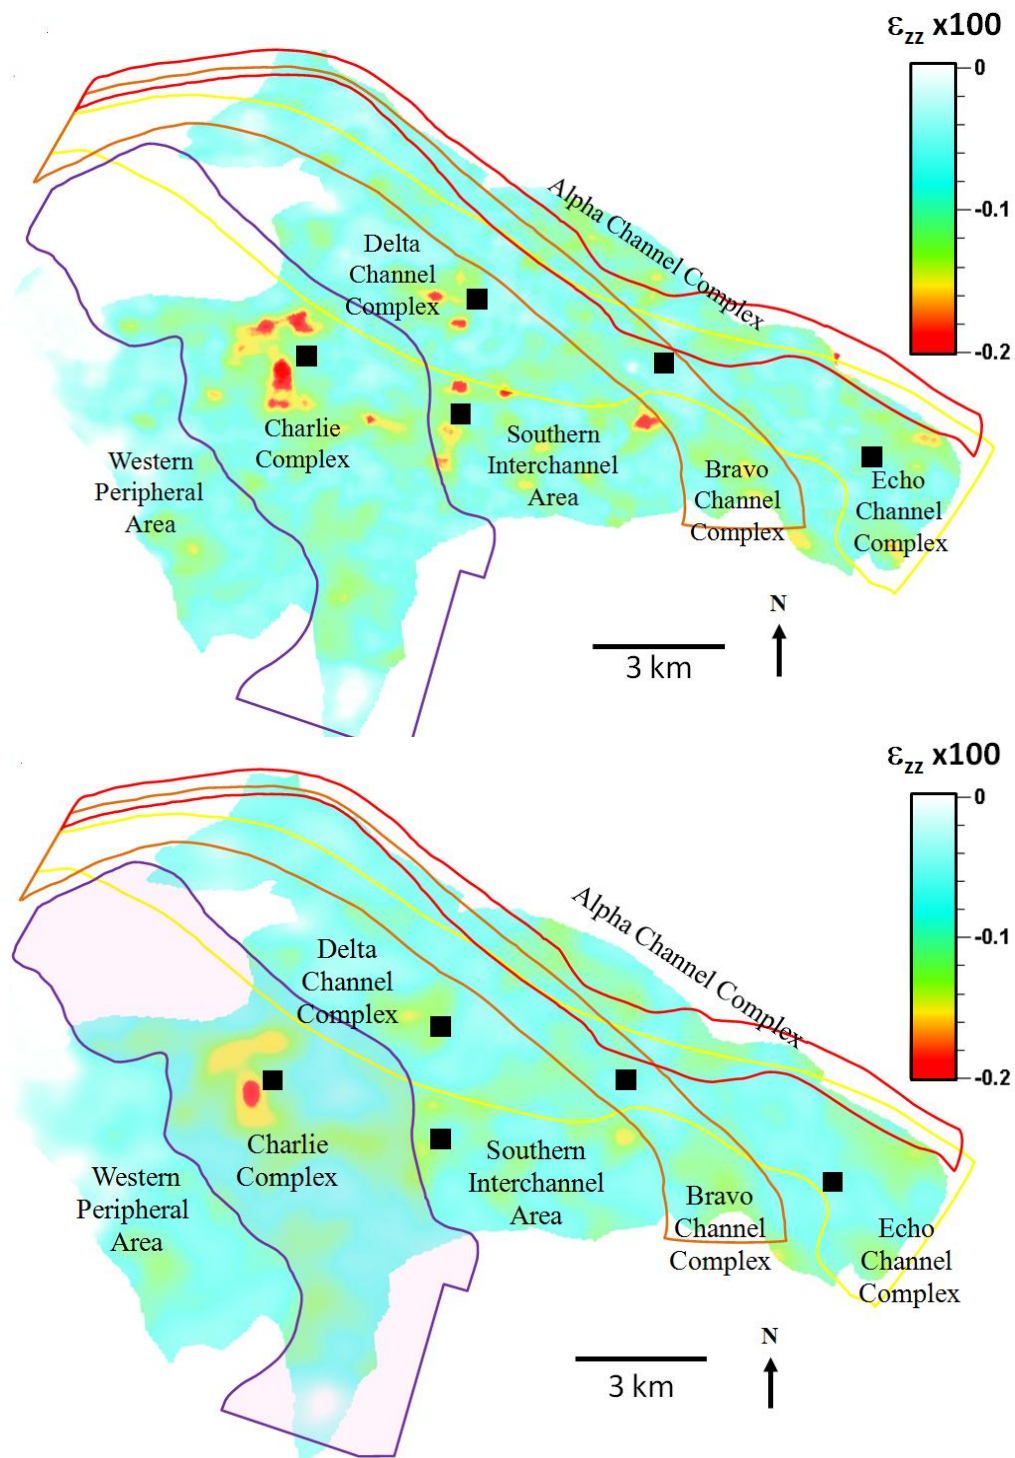 εzz x100
0
-0.1
-0.2
Alpha Channel Complex
Delta
Channel
Complex
Charlie
Complex
Western
Peripheral
Area
Southern
Interchannel
Area
Bravo
Channel
Complex
Echo
Channel
Complex
N
3 km
εzz x100
0
-0.1
-0.2
Alpha Channel Complex
Delta
Channel
Complex
Charlie
Complex
Western
Peripheral
Area
Southern
Interchannel
Area
Bravo
Channel
Complex
Echo
Channel
Complex
N
3 km